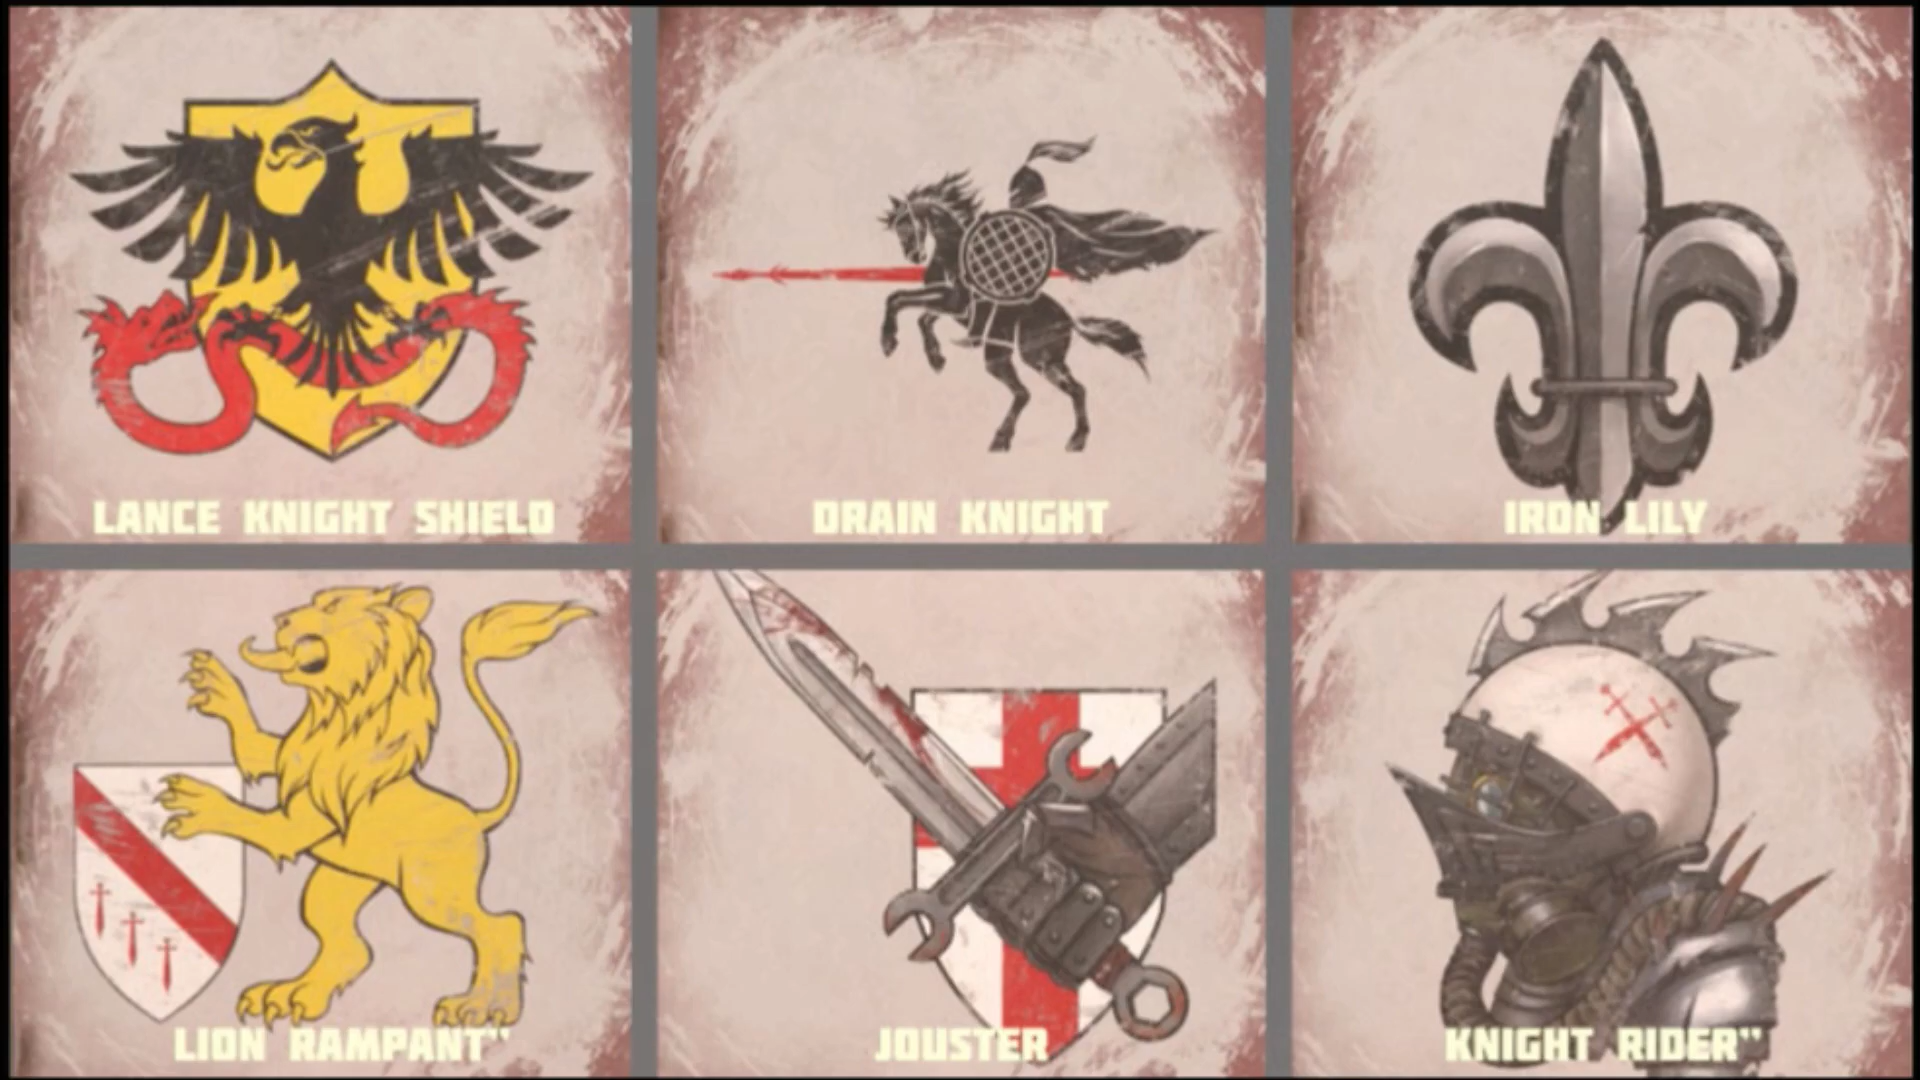 LANCE KNIGHT SHIELD
DRAIN KNIGHT
IRON LILY
LION RAMPANT"
JOUSTER
KNIGHT RIDER"